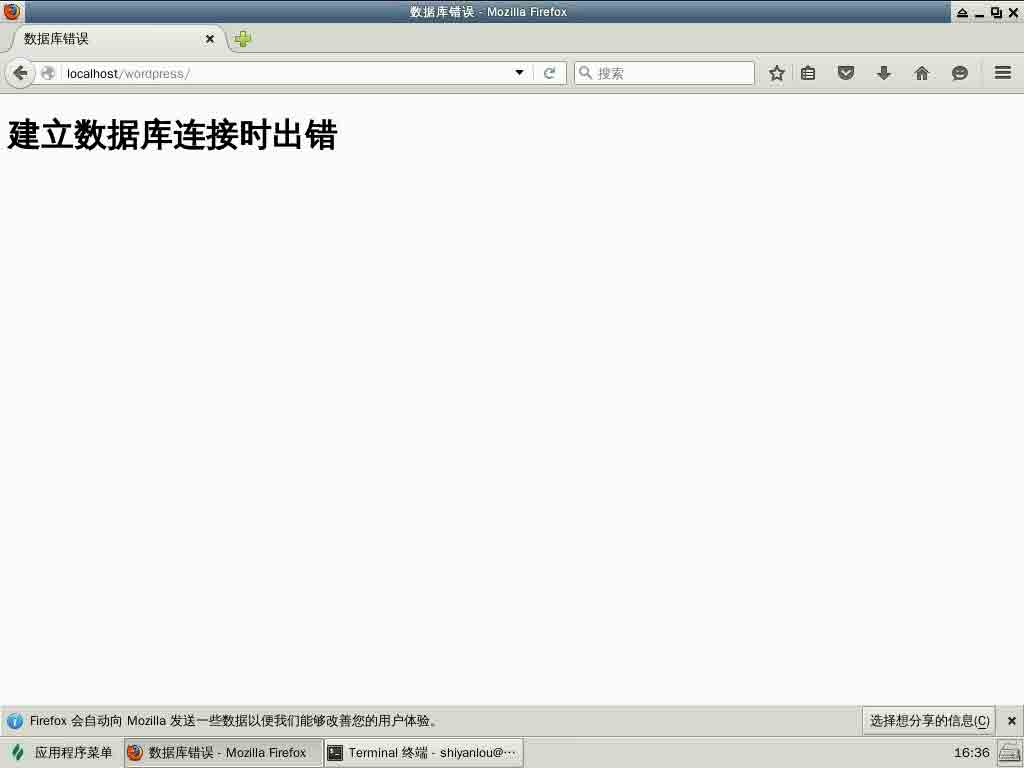 数据库错误 - Mozilla Firefox
数据库错误
localhost/wordpress/
搜索
建立数据库连接时出错
Firefox 会自动向 Mozilla 发送一些数据以便我们能够改善您的用户体验。
选择想分享的信息(C)
应用程序菜单
数据库错误 - Mozilla Firefox
Terminal 终端 - shiyanlou@…
16:36